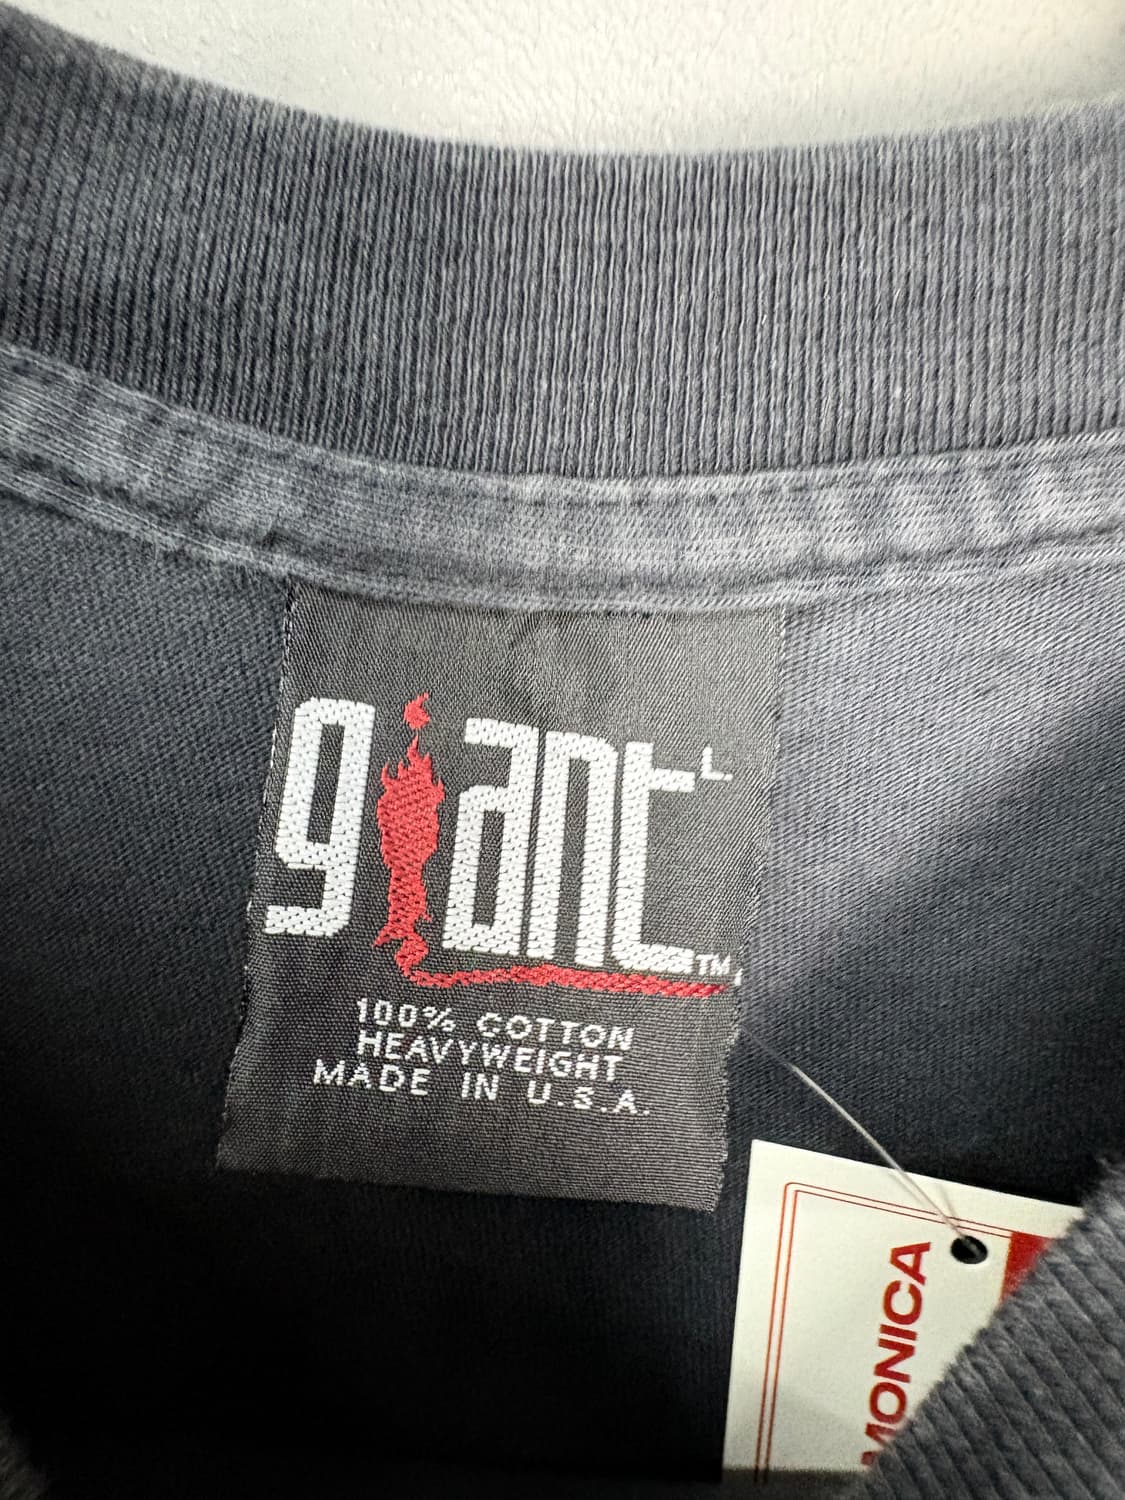 giant L.
TM
100% COTTON
HEAVYWEIGHT
MADE IN U.S.A.
MONICA